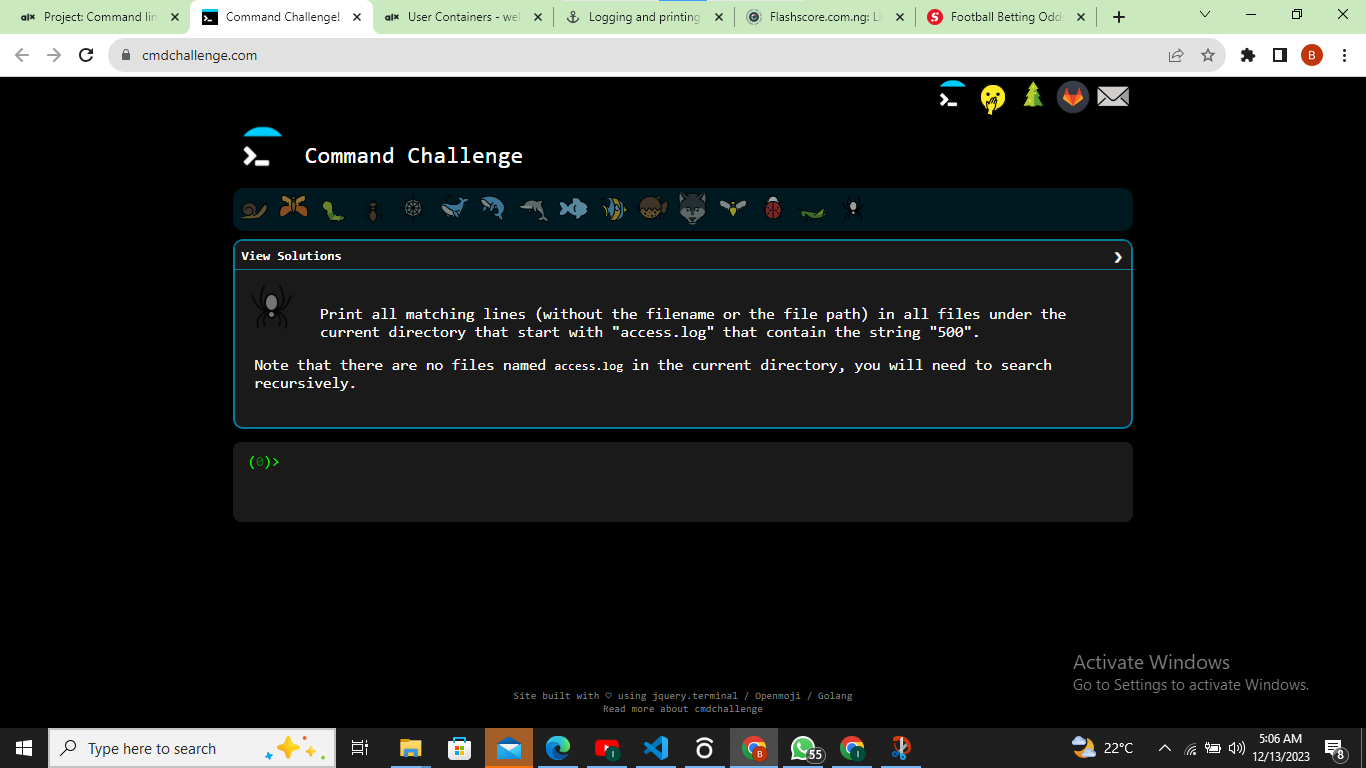 alx Project: Command lin
Command Challenge!
alx User Containers - we
Logging and printing
Flashscore.com.ng: Li
S Football Betting Odd
cmdchallenge.com
B
Command Challenge
View Solutions
Print all matching lines (without the filename or the file path) in all files under the
current directory that start with "access.log" that contain the string "500".
Note that there are no files named access.log in the current directory, you will need to search
recursively.
(0)>
Activate Windows
Go to Settings to activate Windows.
Site built with ♡ using jquery.terminal / Openmoji / Golang
Read more about cmdchallenge
Type here to search
I
B
55
I
22°C
5:06 AM
12/13/2023
8